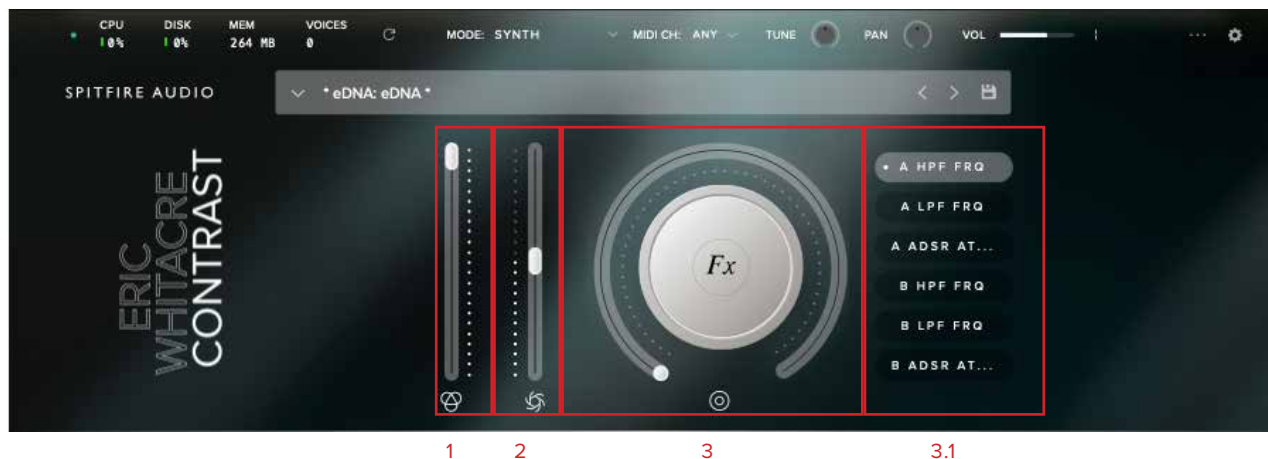 CPU DISK MEM VOICES
0% 0% 264 MB 0
MODE: SYNTH MIDI CH: ANY TUNE PAN VOL
SPITFIRE AUDIO
* eDNA: eDNA *
ERIC
WHITACRE
CONTRAST
Fx
A HPF FRQ
A LPF FRQ
A ADSR AT...
B HPF FRQ
B LPF FRQ
B ADSR AT...
1 2 3 3.1